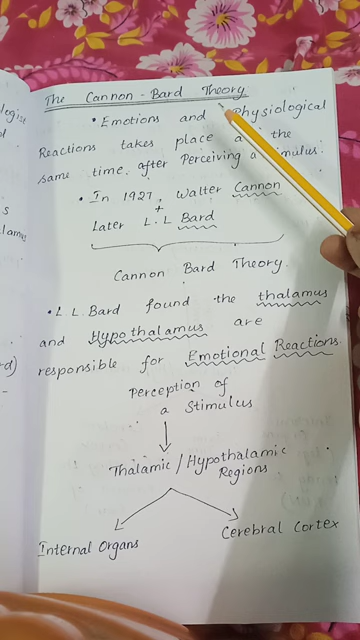 The Cannon-Bard Theory
• Emotions and Physiological
Reactions takes place at the
same time, after Perceiving a stimulus.
• In 1927, Walter Cannon
+
Later L.L Bard
Cannon Bard Theory.
• L.L. Bard found the thalamus
and Hypothalamus are
responsible for Emotional Reactions.
Perception of
a Stimulus
Thalamic/Hypothalamic
Regions
Internal Organs
Cerebral Cortex